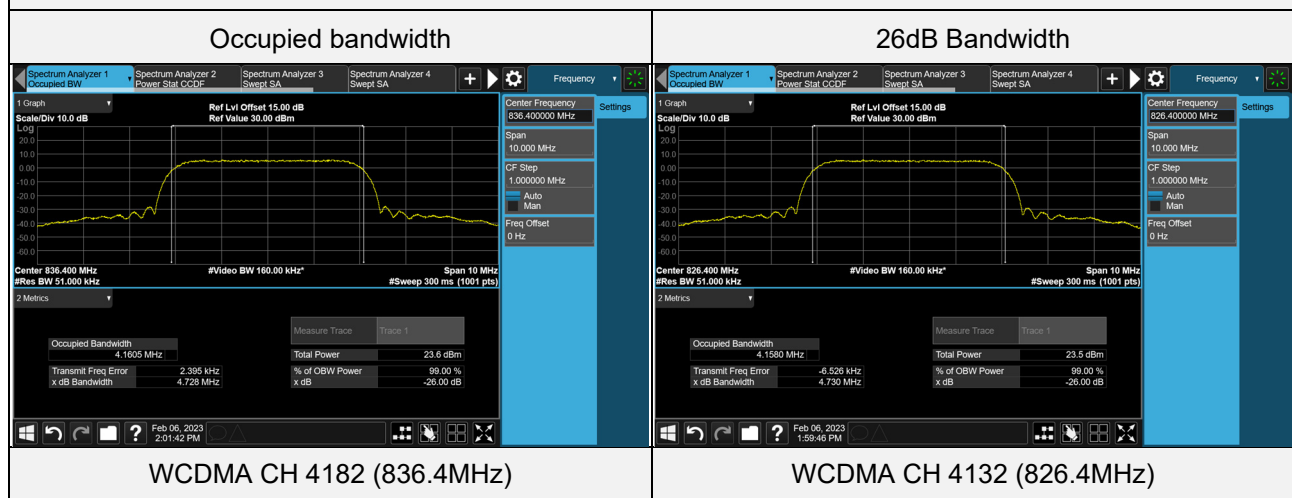 Occupied bandwidth
26dB Bandwidth
Spectrum Analyzer 1
Occupied BW
Spectrum Analyzer 2
Power Stat CCDF
Spectrum Analyzer 3
Swept SA
Spectrum Analyzer 4
Swept SA
+
Frequency
1 Graph
Scale/Div 10.0 dB
Ref Lvl Offset 15.00 dB
Ref Value 30.00 dBm
Log
20.0
10.0
0.00
-10.0
-20.0
-30.0
-40.0
-50.0
-60.0
Center 836.400 MHz
#Video BW 160.00 kHz*
Span 10 MHz
#Res BW 51.000 kHz
#Sweep 300 ms (1001 pts)
Center Frequency
836.400000 MHz
Settings
Span
10.000 MHz
CF Step
1.000000 MHz
Auto
Man
Freq Offset
0 Hz
2 Metrics
Measure Trace Trace 1
Occupied Bandwidth
4.1605 MHz
Total Power 23.6 dBm
Transmit Freq Error 2.395 kHz
% of OBW Power 99.00 %
x dB Bandwidth 4.728 MHz
x dB -26.00 dB
?
Feb 06, 2023
2:01:42 PM
Spectrum Analyzer 1
Occupied BW
Spectrum Analyzer 2
Power Stat CCDF
Spectrum Analyzer 3
Swept SA
Spectrum Analyzer 4
Swept SA
+
Frequency
1 Graph
Scale/Div 10.0 dB
Ref Lvl Offset 15.00 dB
Ref Value 30.00 dBm
Log
20.0
10.0
0.00
-10.0
-20.0
-30.0
-40.0
-50.0
-60.0
Center 826.400 MHz
#Video BW 160.00 kHz*
Span 10 MHz
#Res BW 51.000 kHz
#Sweep 300 ms (1001 pts)
Center Frequency
826.400000 MHz
Settings
Span
10.000 MHz
CF Step
1.000000 MHz
Auto
Man
Freq Offset
0 Hz
2 Metrics
Measure Trace Trace 1
Occupied Bandwidth
4.1580 MHz
Total Power 23.5 dBm
Transmit Freq Error -6.526 kHz
% of OBW Power 99.00 %
x dB Bandwidth 4.730 MHz
x dB -26.00 dB
?
Feb 06, 2023
1:59:46 PM
WCDMA CH 4182 (836.4MHz)
WCDMA CH 4132 (826.4MHz)